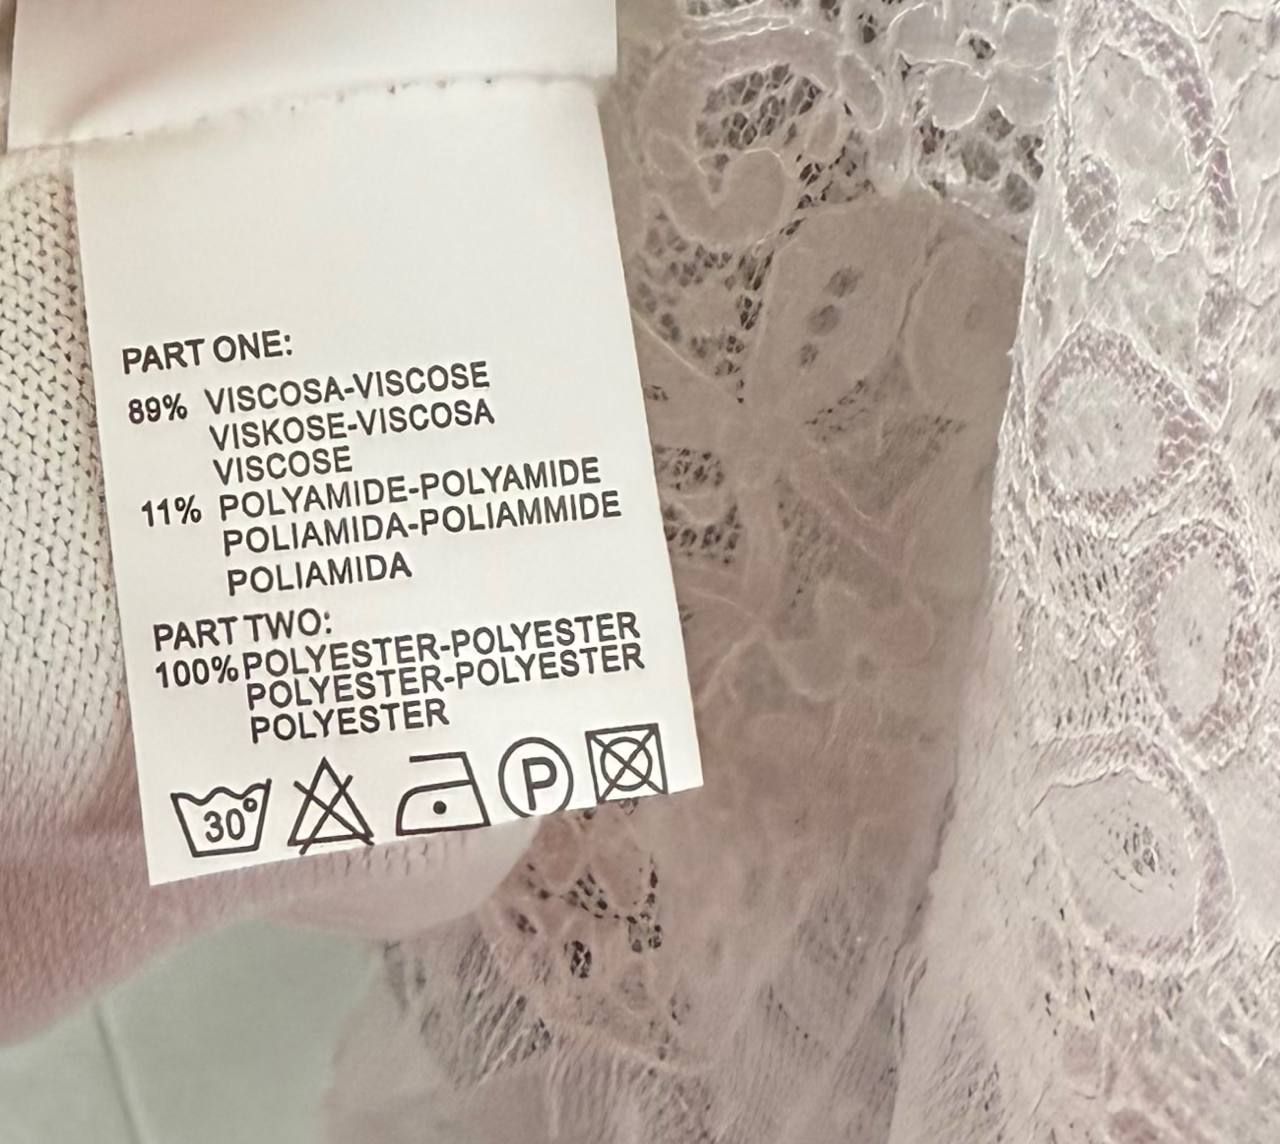 PART ONE:
89% VISCOSA-VISCOSE
VISKOSE-VISCOSA
VISCOSE
11% POLYAMIDE-POLYAMIDE
POLIAMIDA-POLIAMMIDE
POLIAMIDA
PART TWO:
100% POLYESTER-POLYESTER
POLYESTER-POLYESTER
POLYESTER
30° P